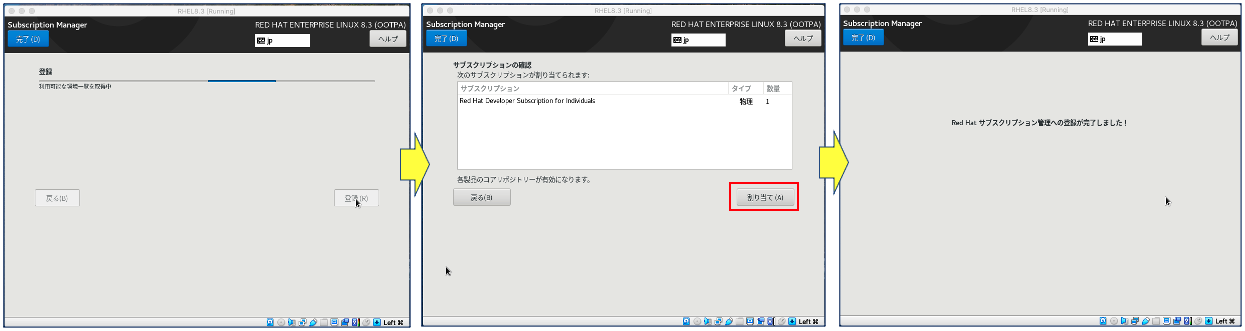 RHEL8.3 [Running]
Subscription Manager
RED HAT ENTERPRISE LINUX 8.3 (OOTPA)
完了(D)
jp
ヘルプ
登録
利用可能な組織一覧を取得中
戻る(B)
登録(R)
Left ⌘
RHEL8.3 [Running]
Subscription Manager
RED HAT ENTERPRISE LINUX 8.3 (OOTPA)
完了(D)
jp
ヘルプ
サブスクリプションの確認
次のサブスクリプションが割り当てられます:
サブスクリプション タイプ 数量
Red Hat Developer Subscription for Individuals 物理 1
各製品のコアリポジトリーが有効になります。
戻る(B)
割り当て(A)
Left ⌘
RHEL8.3 [Running]
Subscription Manager
RED HAT ENTERPRISE LINUX 8.3 (OOTPA)
完了(D)
jp
ヘルプ
Red Hat サブスクリプション管理への登録が完了しました！
Left ⌘